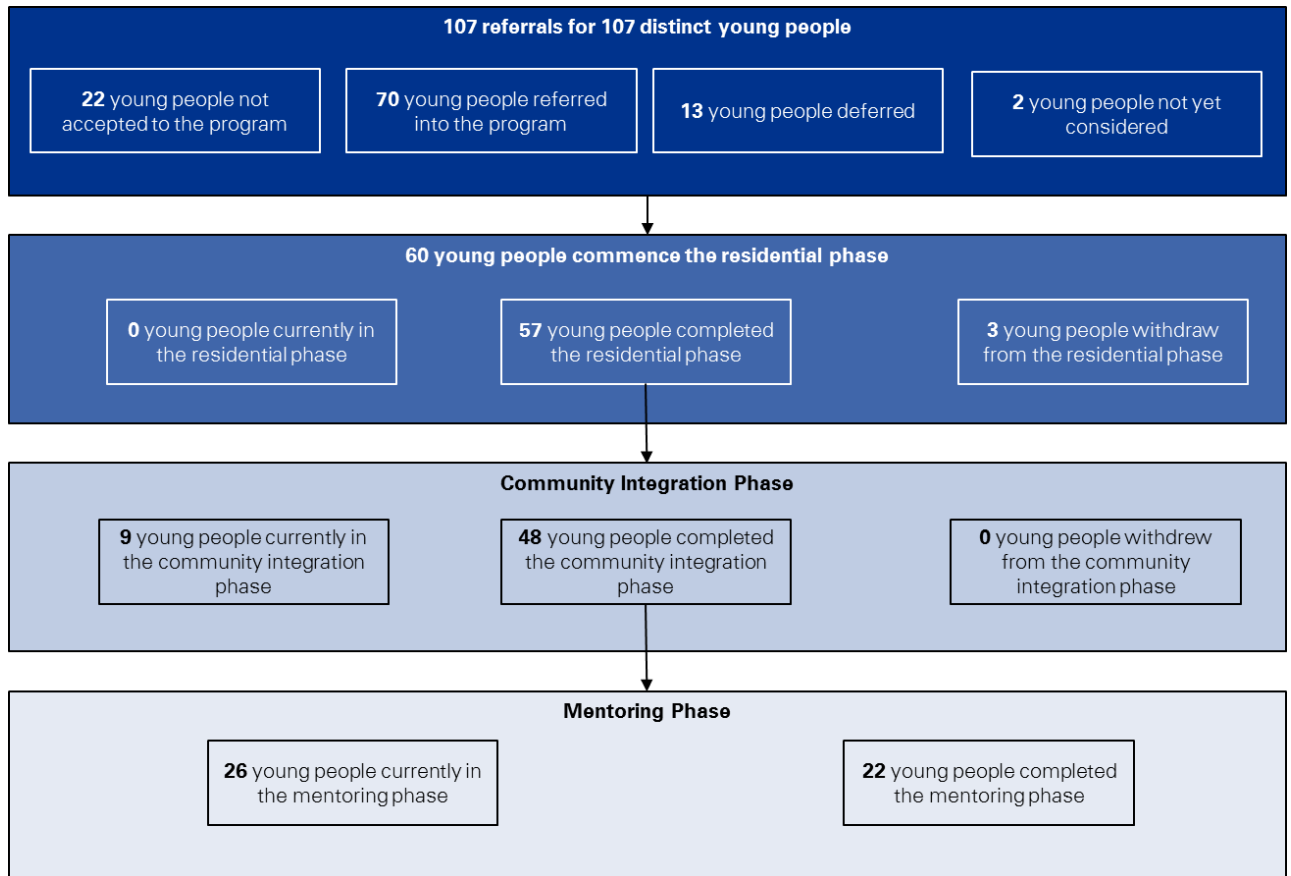 107 referrals for 107 distinct young people
22 young people not
accepted to the program
70 young people referred
into the program
13 young people deferred
2 young people not yet
considered
60 young people commence the residential phase
0 young people currently in
the residential phase
57 young people completed
the residential phase
3 young people withdraw
from the residential phase
Community Integration Phase
9 young people currently in
the community integration
phase
48 young people completed
the community integration
phase
0 young people withdrew
from the community
integration phase
Mentoring Phase
26 young people currently in
the mentoring phase
22 young people completed
the mentoring phase